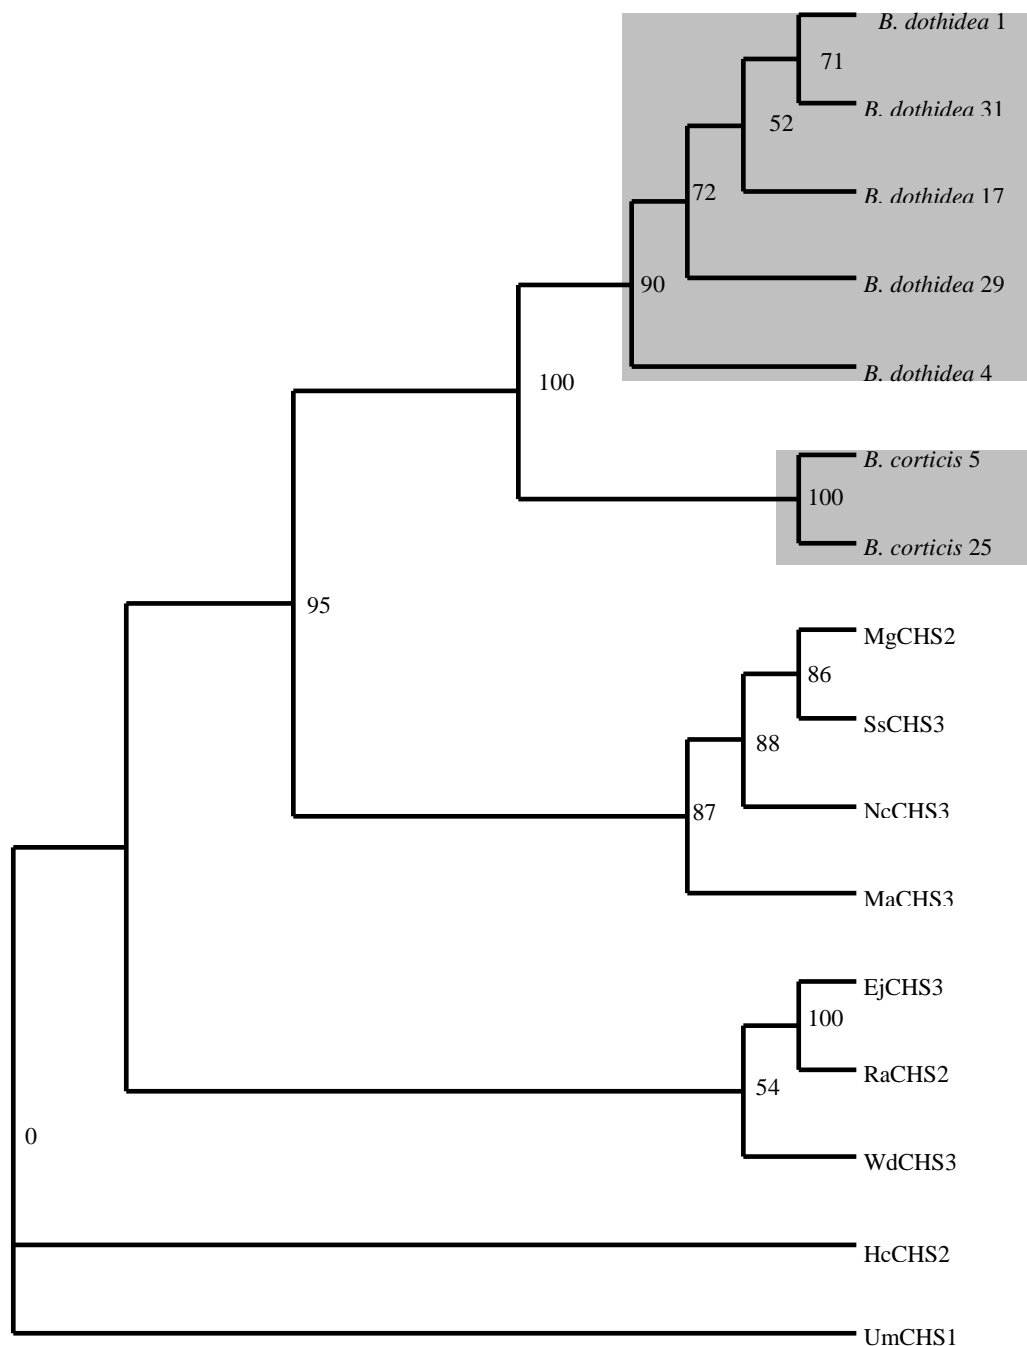 B. dothidea 1
71
B. dothidea 31
52
B. dothidea 17
72
B. dothidea 29
90
B. dothidea 4
100
B. corticis 5
100
B. corticis 25
95
MgCHS2
86
SsCHS3
88
NcCHS3
87
MaCHS3
EjCHS3
100
RaCHS2
54
WdCHS3
0
HcCHS2
UmCHS1